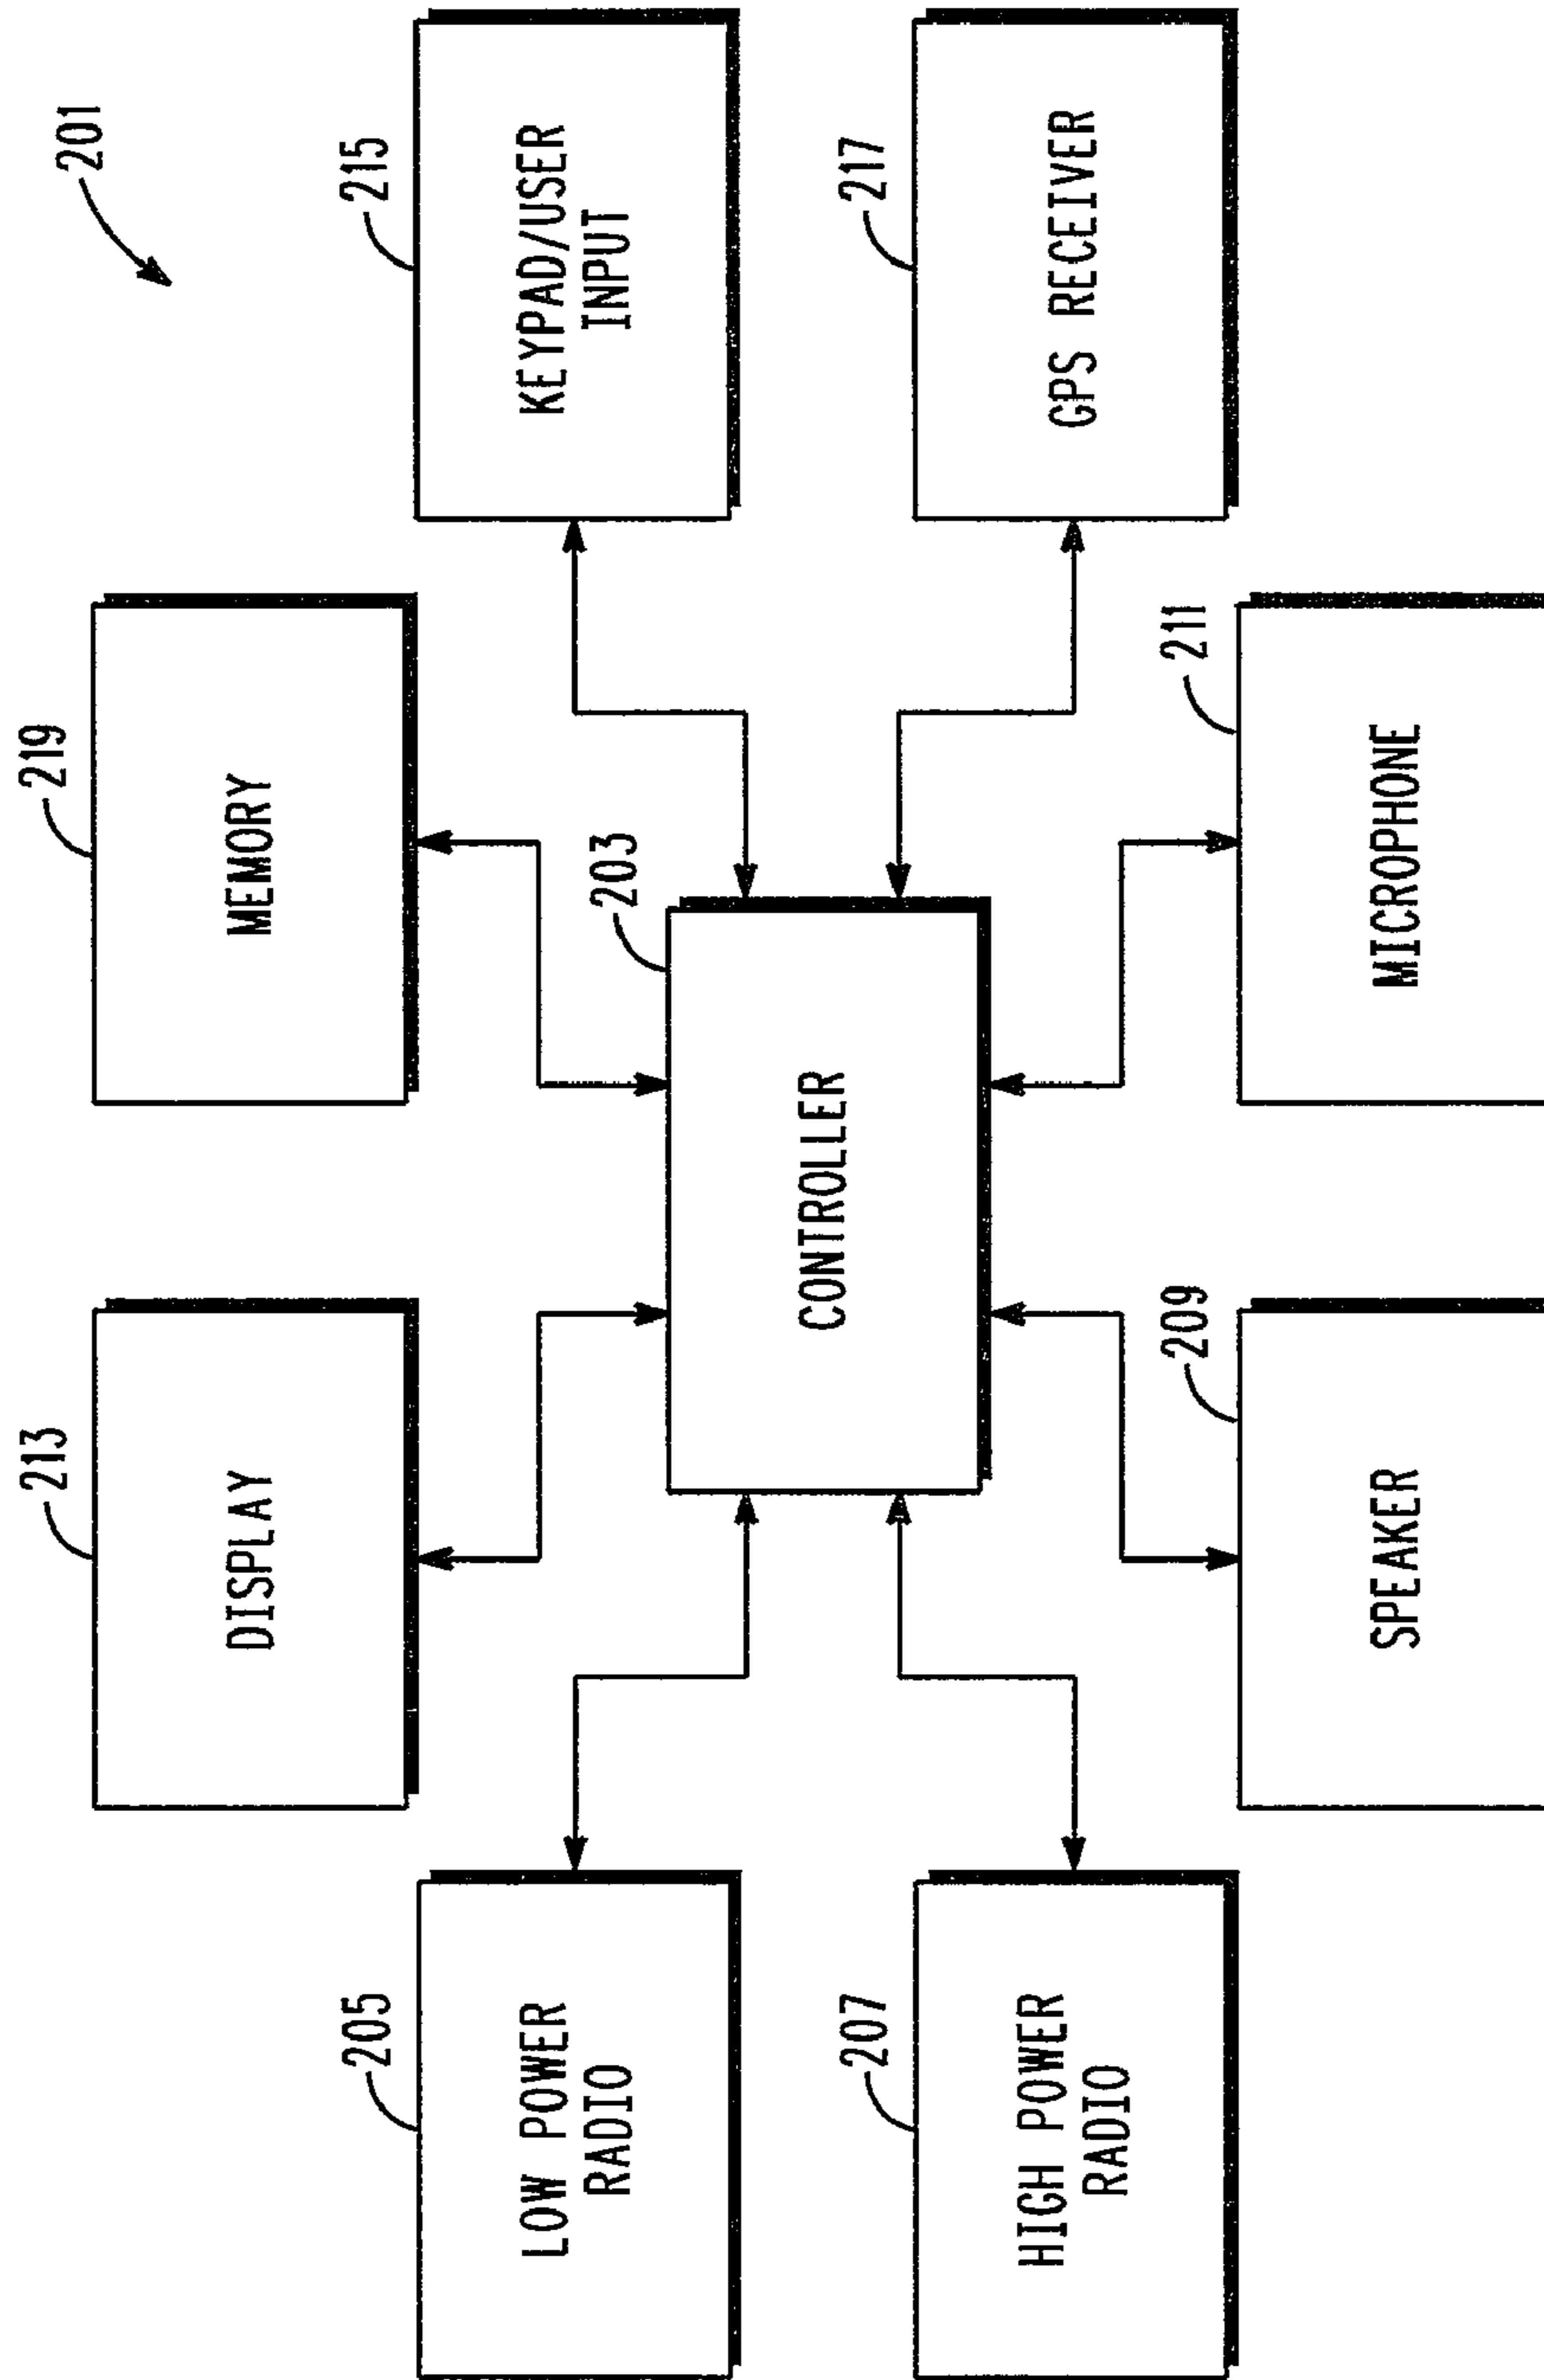 201
213
DISPLAY
219
MEMORY
205
LOW POWER
RADIO
203
CONTROLLER
215
KEYPAD/USER
INPUT
207
HIGH POWER
RADIO
217
GPS RECEIVER
209
SPEAKER
211
MICROPHONE